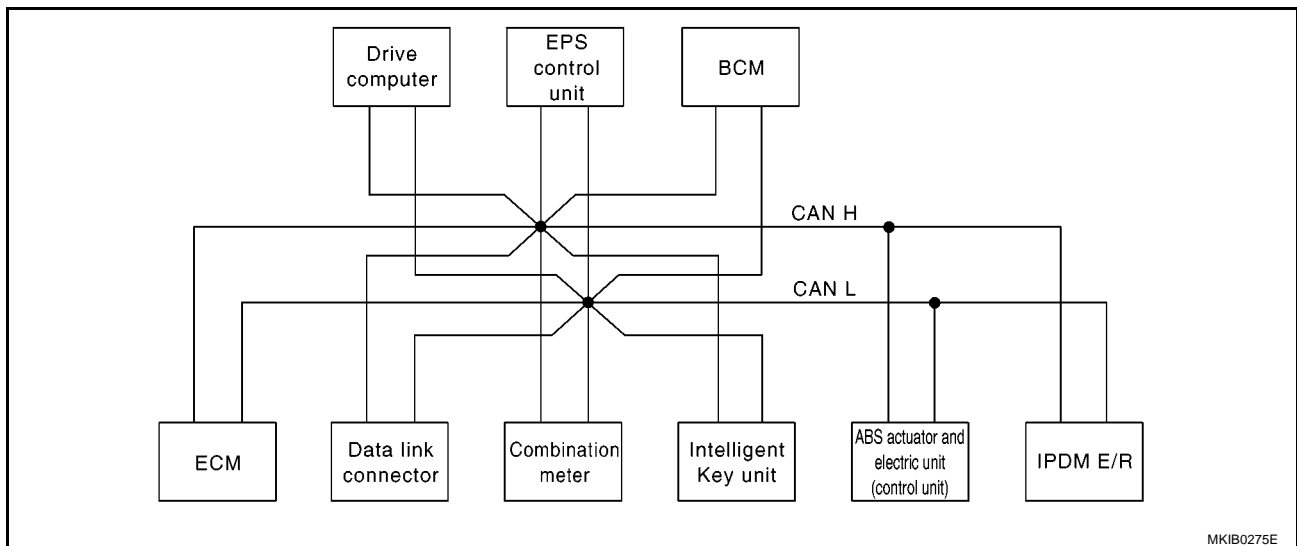 Drive
computer
EPS
control
unit
BCM
CAN H
CAN L
ECM
Data link
connector
Combination
meter
Intelligent
Key unit
ABS actuator and
electric unit
(control unit)
IPDM E/R
MKIB0275E